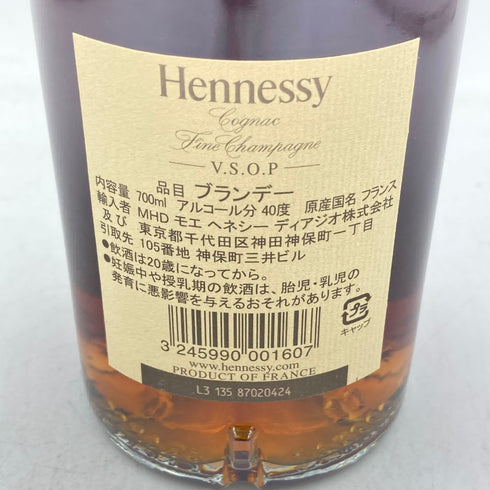 Hennessy
Cognac
Fine Champagne
V.S.O.P
品目 ブランデー
内容量 700ml アルコール分 40度 原産国名 フランス
輸入者 MHD モエ ヘネシー ディアジオ株式会社
及び 東京都千代田区神田神保町一丁目
引取先 105番地 神保町三井ビル
●飲酒は20歳になってから。
●妊娠中や授乳期の飲酒は、胎児・乳児の
発育に悪影響を与えるおそれがあります。
プラ
キャップ
3 245990 001607
www.hennessy.com
PRODUCT OF FRANCE
L3 135 87020424